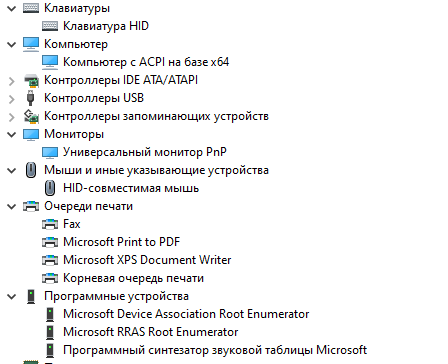 Клавиатуры
Клавиатура HID
Компьютер
Компьютер с ACPI на базе x64
Контроллеры IDE ATA/ATAPI
Контроллеры USB
Контроллеры запоминающих устройств
Мониторы
Универсальный монитор PnP
Мыши и иные указывающие устройства
HID-совместимая мышь
Очереди печати
Fax
Microsoft Print to PDF
Microsoft XPS Document Writer
Корневая очередь печати
Программные устройства
Microsoft Device Association Root Enumerator
Microsoft RRAS Root Enumerator
Программный синтезатор звуковой таблицы Microsoft